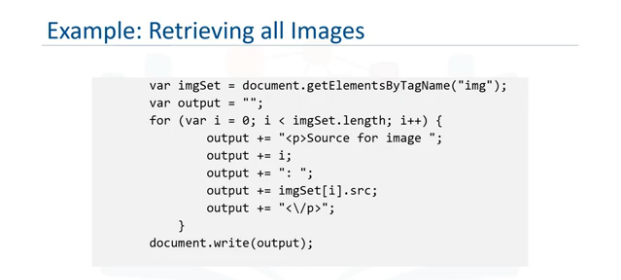 Example: Retrieving all Images
var imgSet = document.getElementsByTagName("img");
var output = "";
for (var i = 0; i < imgSet.length; i++) {
output += "<p>Source for image ";
output += i;
output += ": ";
output += imgSet[i].src;
output += "<\/p>";
}
document.write(output);